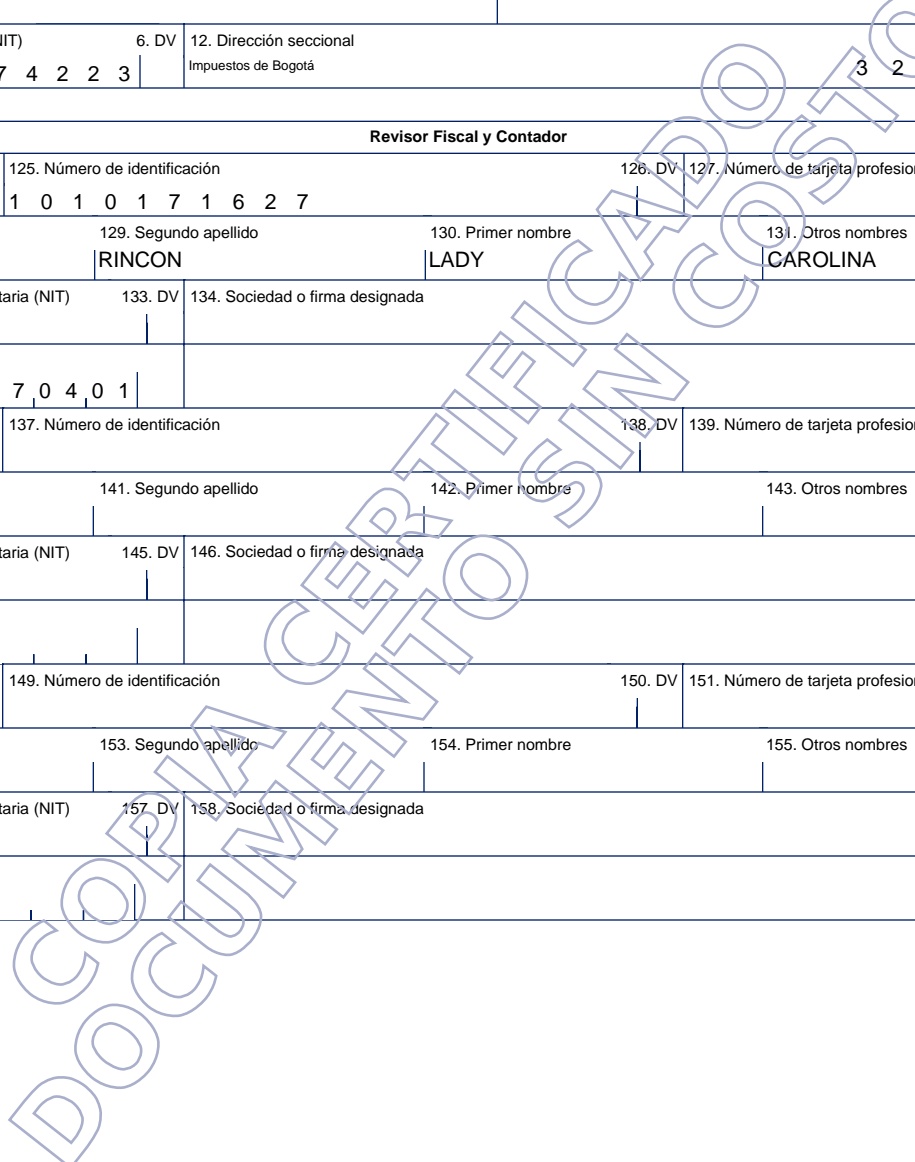 IIT) 6. DV 12. Dirección seccional
7 4 2 2 3 Impuestos de Bogotá 3 2
Revisor Fiscal y Contador
125. Número de identificación 126. DV 127. Número de tarjeta profesion
1 0 1 0 1 7 1 6 2 7
129. Segundo apellido 130. Primer nombre 131. Otros nombres
RINCON LADY CAROLINA
taria (NIT) 133. DV 134. Sociedad o firma designada
7 0 4 0 1
137. Número de identificación 138. DV 139. Número de tarjeta profesion
141. Segundo apellido 142. Primer nombre 143. Otros nombres
taria (NIT) 145. DV 146. Sociedad o firma designada
149. Número de identificación 150. DV 151. Número de tarjeta profesion
153. Segundo apellido 154. Primer nombre 155. Otros nombres
taria (NIT) 157. DV 158. Sociedad o firma designada
COPIA CERTIFICADO
DOCUMENTO SIN COSTO